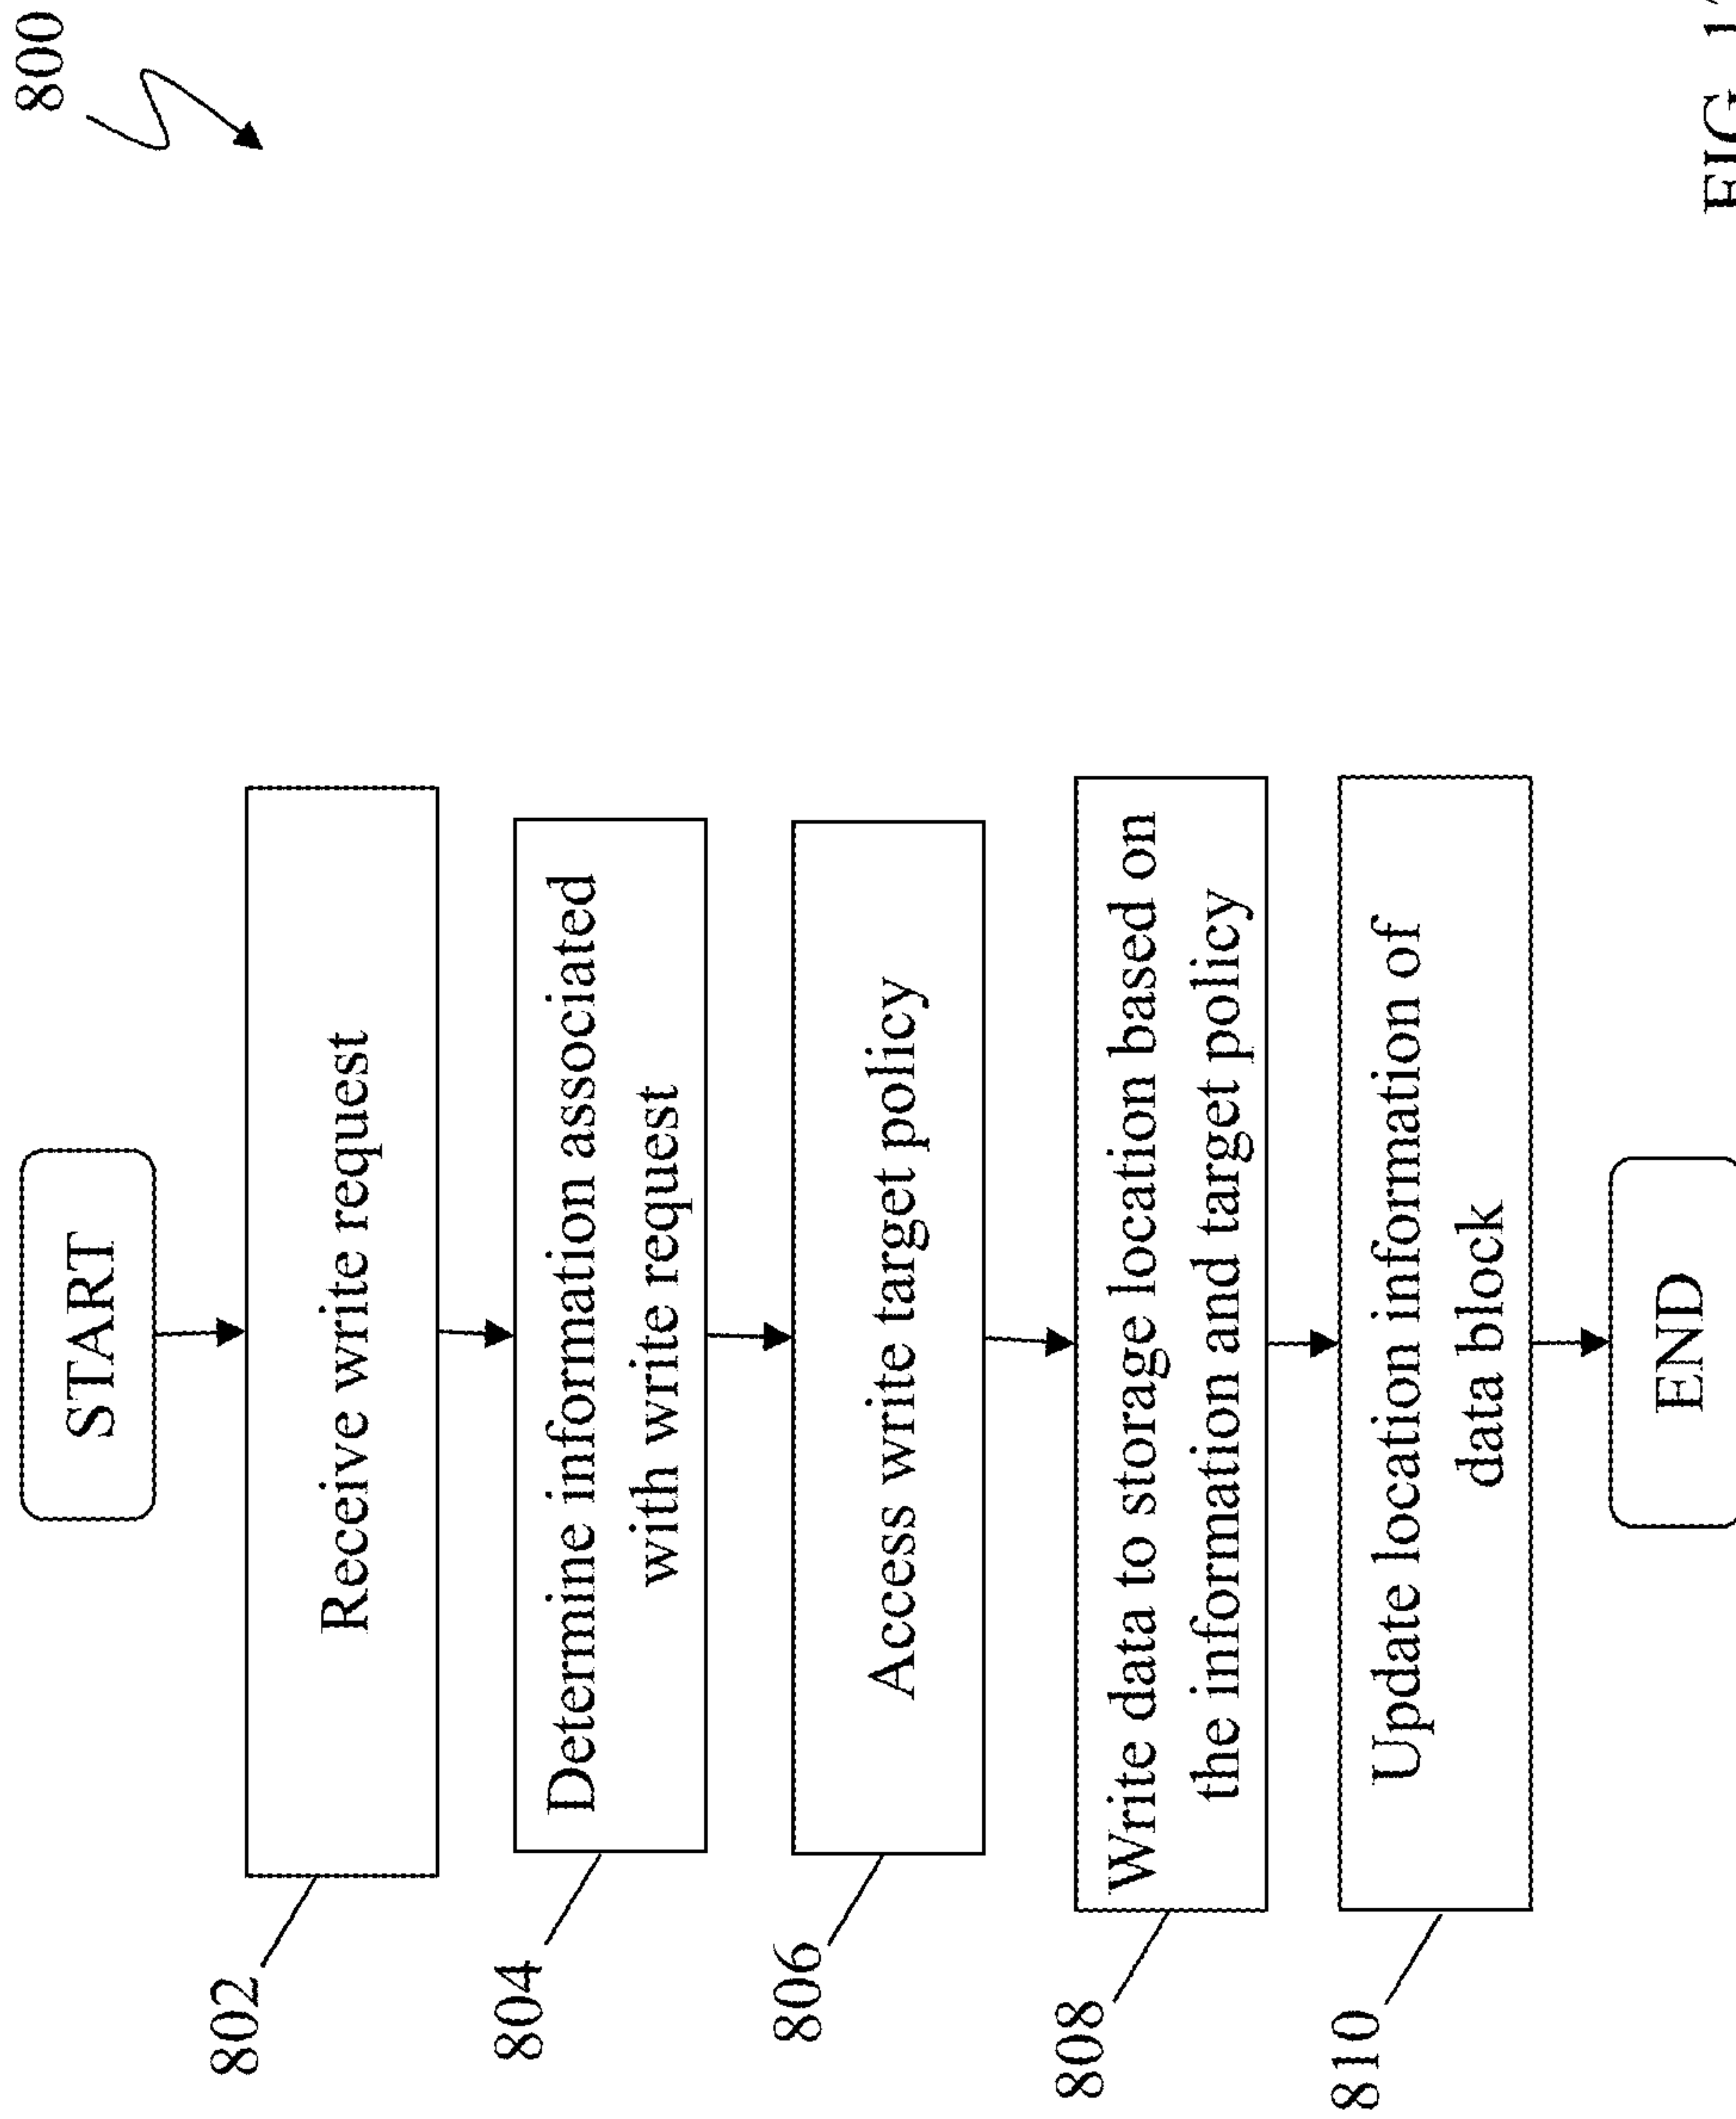 800
START
802
Receive write request
804
Determine information associated
with write request
806
Access write target policy
808
Write data to storage location based on
the information and target policy
810
Update location information of
data block
END
FIG